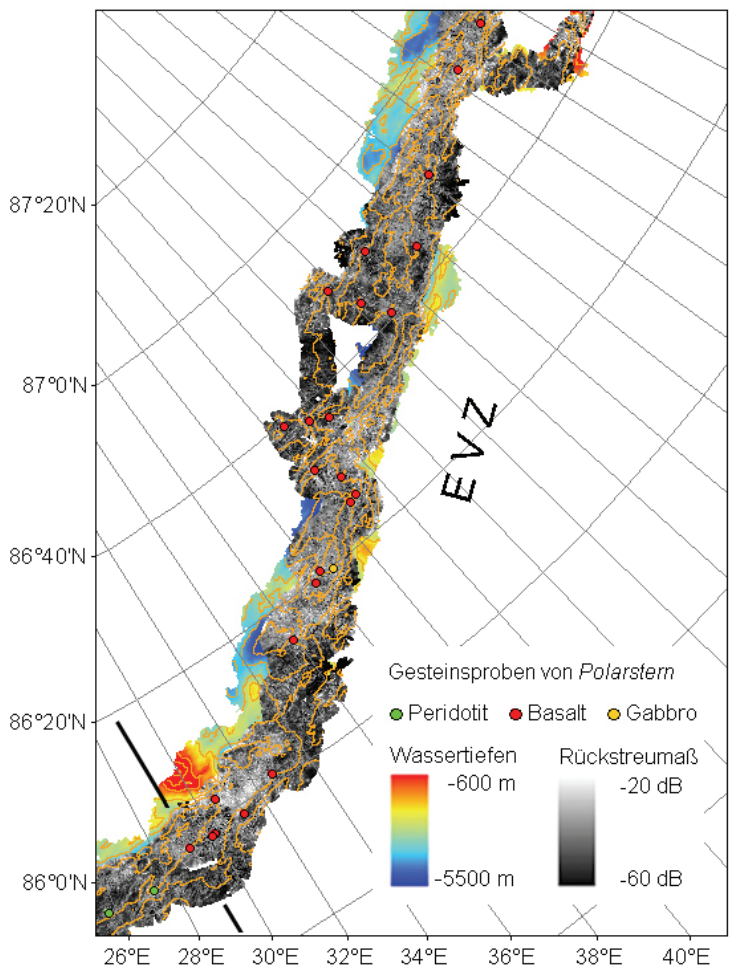 87°20'N
87°0'N
86°40'N
86°20'N
86°0'N
EVZ
Gesteinsproben von Polarstern
Peridotit Basalt Gabbro
Wassertiefen Rückstreumaß
-600 m -20 dB
-5500 m -60 dB
26°E 28°E 30°E 32°E 34°E 36°E 38°E 40°E